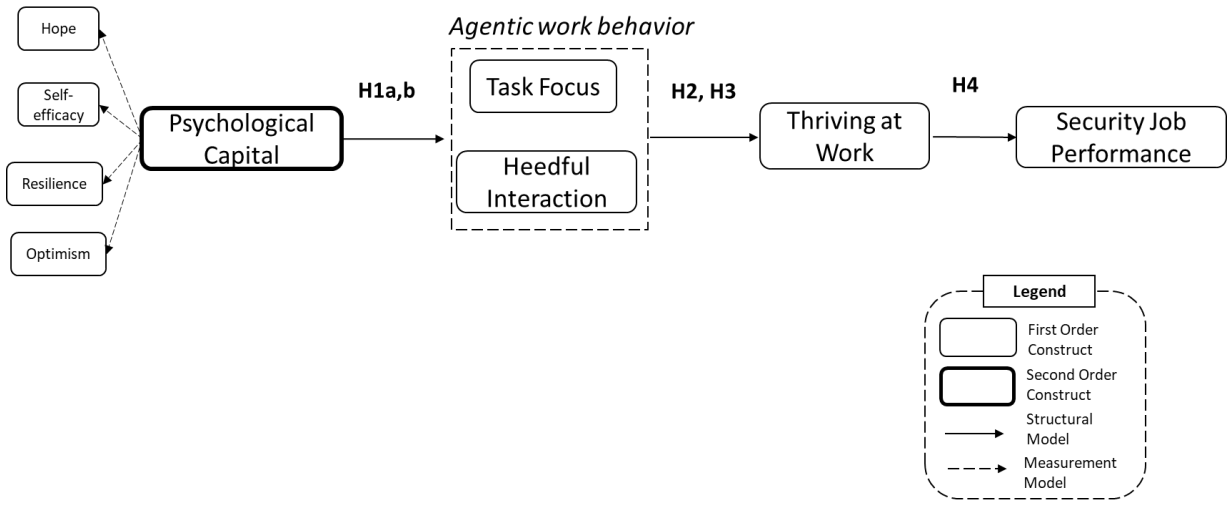 Hope
Self-
efficacy
Resilience
Optimism
Psychological
Capital
H1a,b
Agentic work behavior
Task Focus
Heedful
Interaction
H2, H3
Thriving at
Work
H4
Security Job
Performance
Legend
First Order
Construct
Second Order
Construct
Structural
Model
Measurement
Model